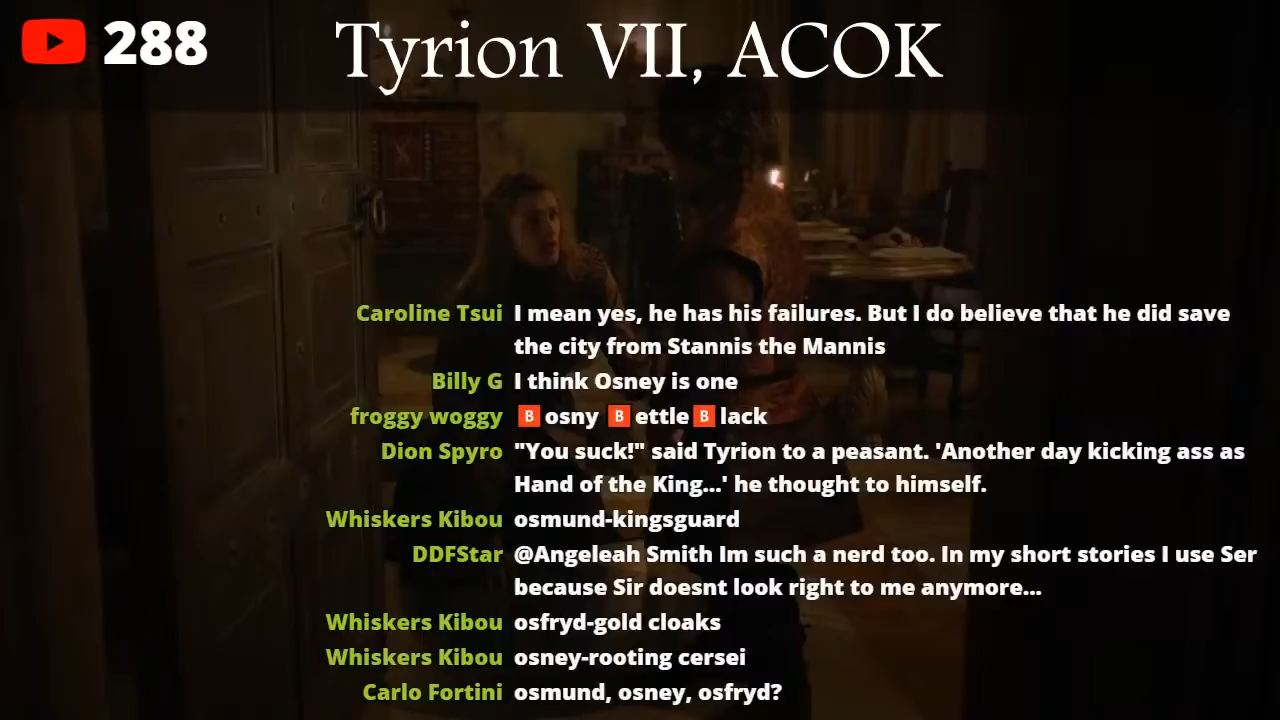 288
Tyrion VII, ACOK
Caroline Tsui I mean yes, he has his failures. But I do believe that he did save
the city from Stannis the Mannis
Billy G I think Osney is one
froggy woggy 🅱osny 🅱ettle🅱lack
Dion Spyro "You suck!" said Tyrion to a peasant. 'Another day kicking ass as
Hand of the King...' he thought to himself.
Whiskers Kibou osmund-kingsguard
DDFStar @Angeleah Smith Im such a nerd too. In my short stories I use Ser
because Sir doesnt look right to me anymore...
Whiskers Kibou osfryd-gold cloaks
Whiskers Kibou osney-rooting cersei
Carlo Fortini osmund, osney, osfryd?